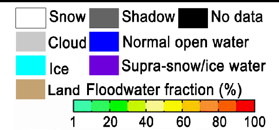 Snow Shadow No data
Cloud Normal open water
Ice Supra-snow/ice water
Land Floodwater fraction (%)
1 20 40 60 80 100